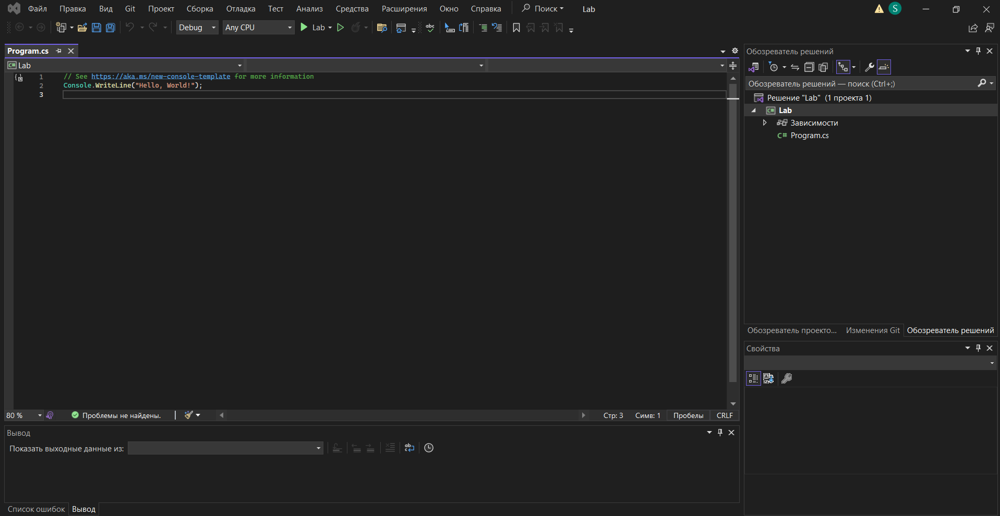 Файл Правка Вид Git Проект Сборка Отладка Тест Анализ Средства Расширения Окно Справка Поиск Lab S
Debug Any CPU Lab abc
Program.cs
Lab
1 // See https://aka.ms/new-console-template for more information
2 Console.WriteLine("Hello, World!");
3
80 % Проблемы не найдены. Стр: 3 Симв: 1 Пробелы CRLF
Вывод
Показать выходные данные из:
Список ошибок Вывод
Обозреватель решений
Обозреватель решений — поиск (Ctrl+;)
Решение "Lab" (1 проекта 1)
C# Lab
Зависимости
C# Program.cs
Обозреватель проекто... Изменения Git Обозреватель решений
Свойства